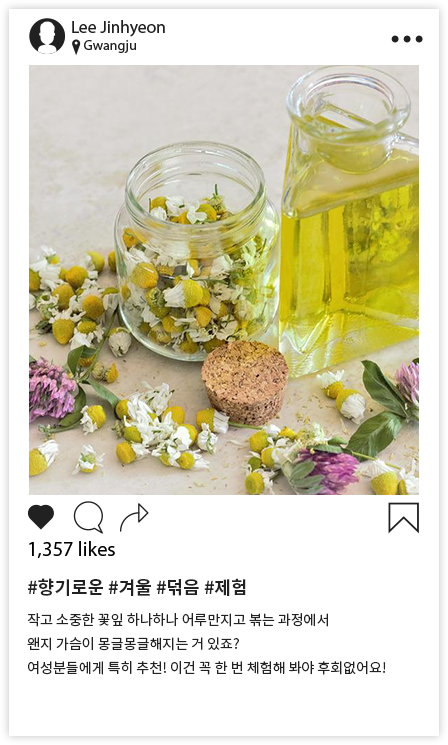 Lee Jinhyeon
Gwangju
1,357 likes
#향기로운 #겨울 #덖음 #제험
작고 소중한 꽃잎 하나하나 어루만지고 볶는 과정에서
왠지 가슴이 몽글몽글해지는 거 있죠?
여성분들에게 특히 추천! 이건 꼭 한 번 체험해 봐야 후회없어요!